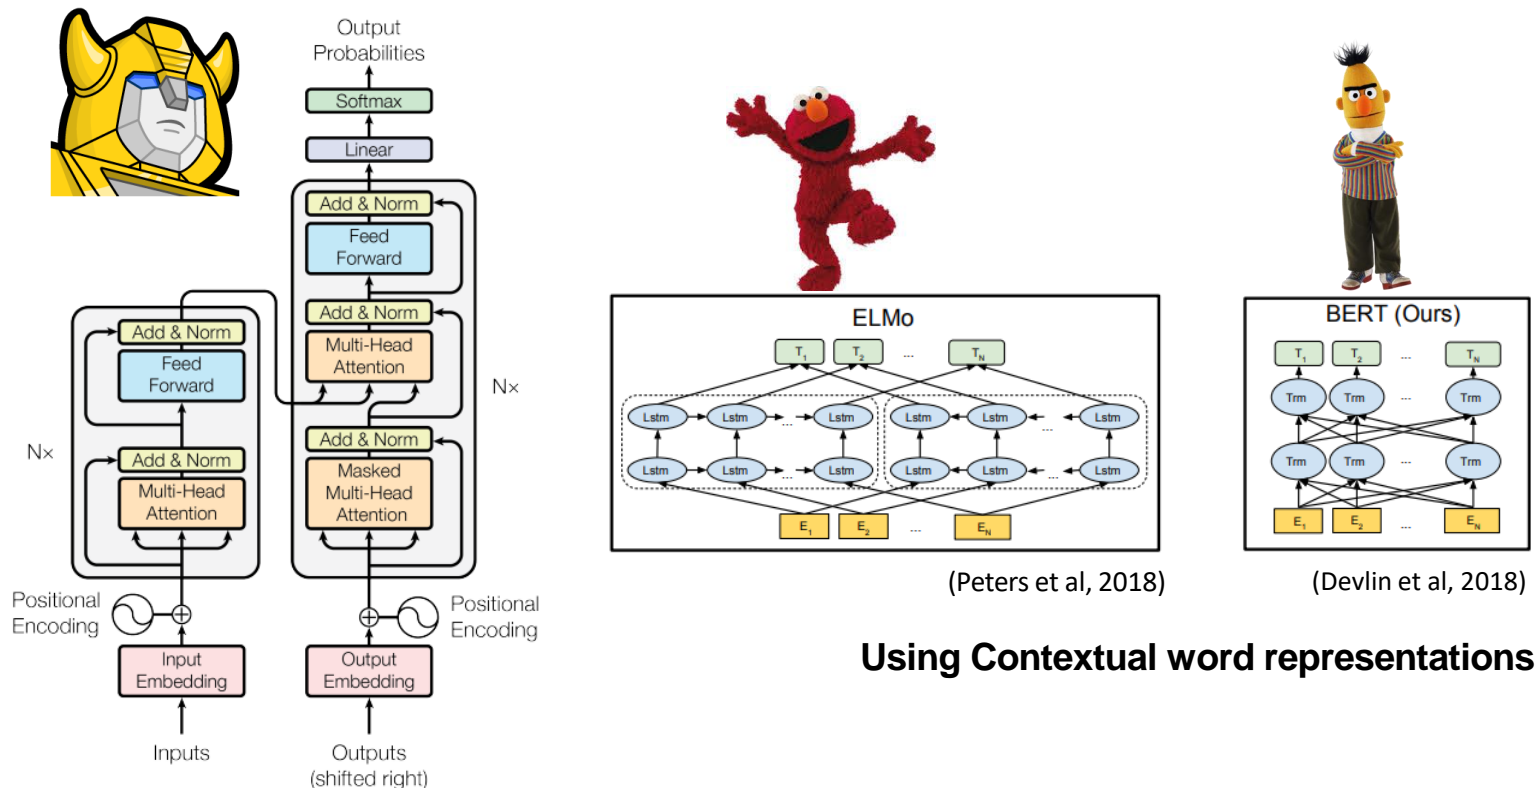 Output
Probabilities
Softmax
Linear
Add & Norm
Feed
Forward
Add & Norm
Multi-Head
Attention
Add & Norm
Masked
Multi-Head
Attention
N×
Positional
Encoding
Output
Embedding
Outputs
(shifted right)
Add & Norm
Feed
Forward
Add & Norm
Multi-Head
Attention
N×
Positional
Encoding
Input
Embedding
Inputs
ELMo
T1 T2 ... TN
Lstm Lstm ... Lstm Lstm Lstm ... Lstm
Lstm Lstm ... Lstm Lstm Lstm ... Lstm
E1 E2 ... EN
(Peters et al, 2018)
BERT (Ours)
T1 T2 ... TN
Trm Trm ... Trm
Trm Trm ... Trm
E1 E2 ... EN
(Devlin et al, 2018)
Using Contextual word representations